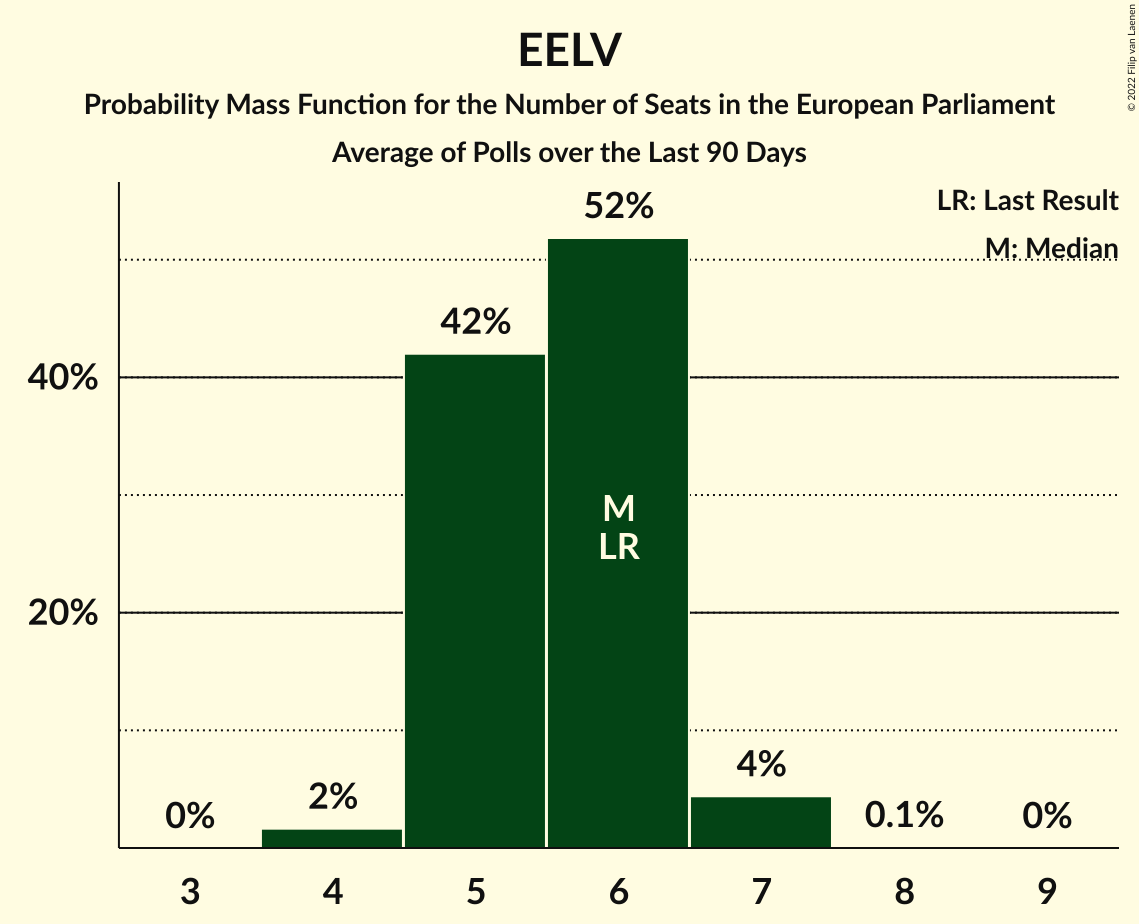 EELV
Probability Mass Function for the Number of Seats in the European Parliament
Average of Polls over the Last 90 Days
© 2022 Filip van Laenen
LR: Last Result
M: Median
52%
42%
40%
M
LR
20%
4%
2%
0%
0.1%
0%
3 4 5 6 7 8 9